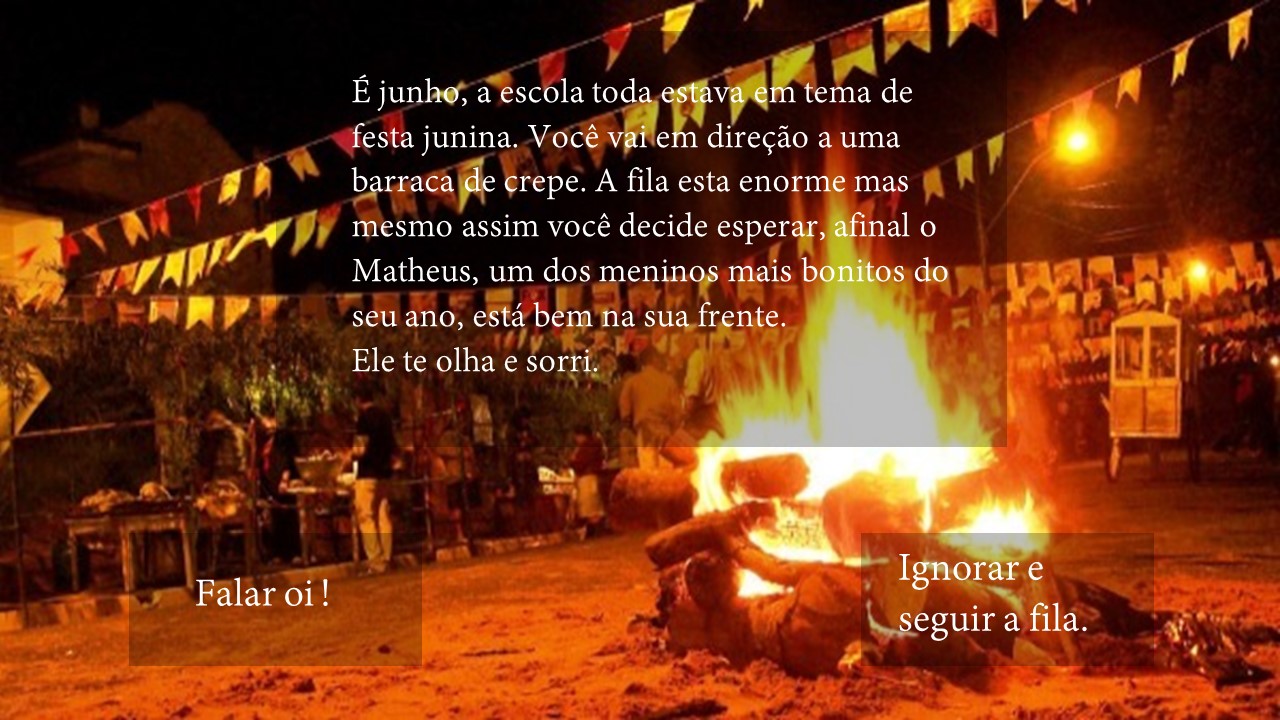 É junho, a escola toda estava em tema de
festa junina. Você vai em direção a uma
barraca de crepe. A fila esta enorme mas
mesmo assim você decide esperar, afinal o
Matheus, um dos meninos mais bonitos do
seu ano, está bem na sua frente.
Ele te olha e sorri.
Falar oi !
Ignorar e
seguir a fila.